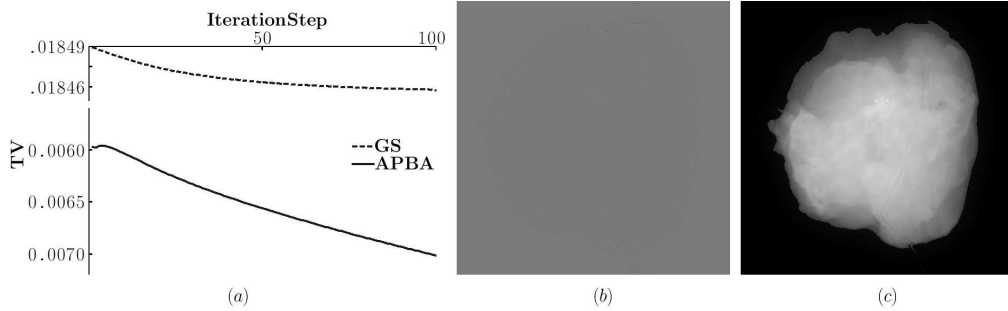 IterationStep
50 100
.01849
.01846
0.0060
0.0065
0.0070
TV
GS
APBA
(a) (b) (c)